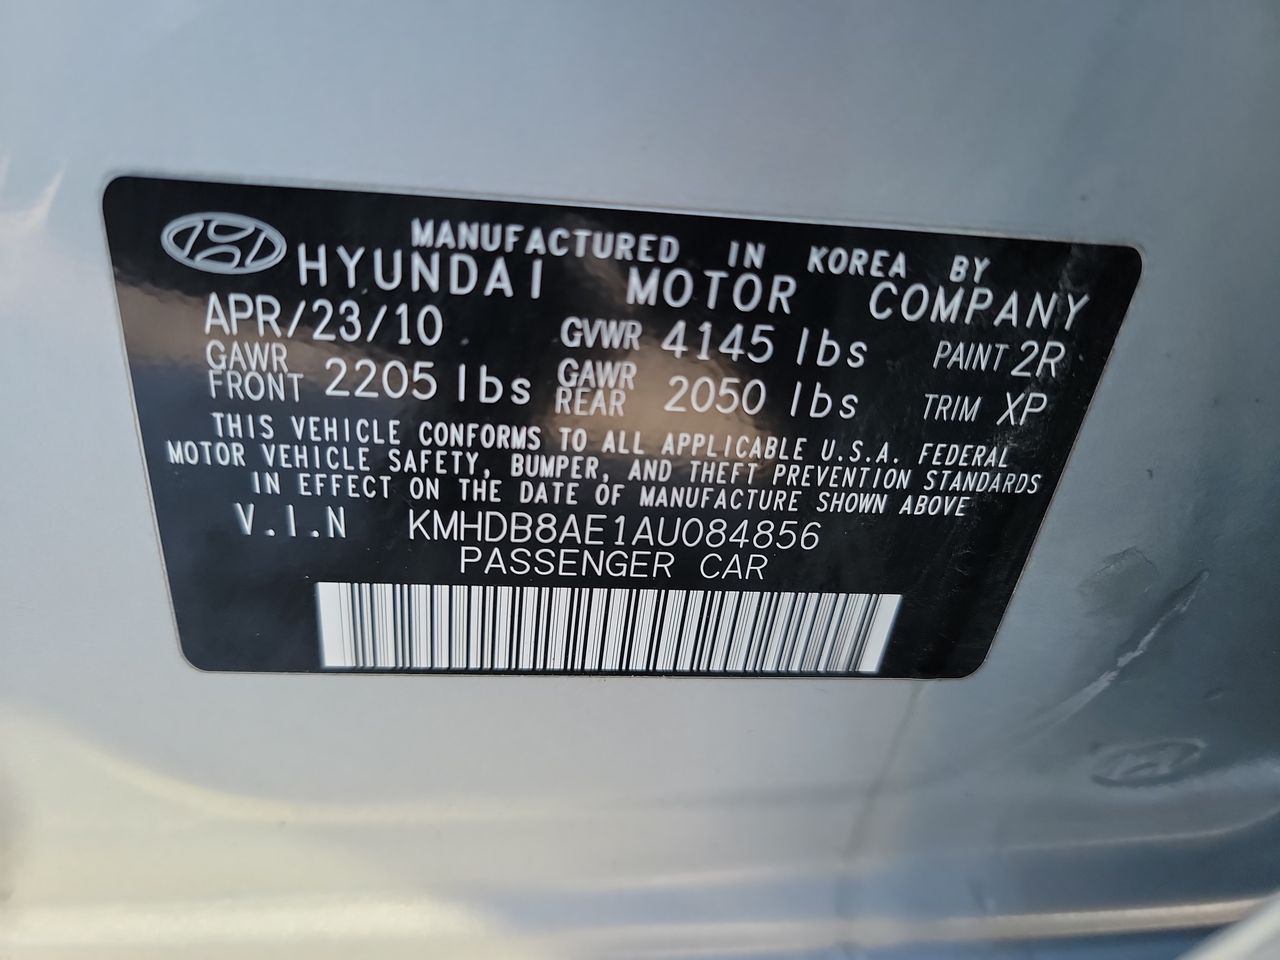 MANUFACTURED IN KOREA BY
HYUNDAI MOTOR COMPANY
APR/23/10 GVWR 4145 lbs PAINT 2R
GAWR FRONT 2205 lbs GAWR REAR 2050 lbs TRIM XP
THIS VEHICLE CONFORMS TO ALL APPLICABLE U.S.A. FEDERAL
MOTOR VEHICLE SAFETY, BUMPER, AND THEFT PREVENTION STANDARDS
IN EFFECT ON THE DATE OF MANUFACTURE SHOWN ABOVE
V.I.N KMHDB8AE1AU084856
PASSENGER CAR